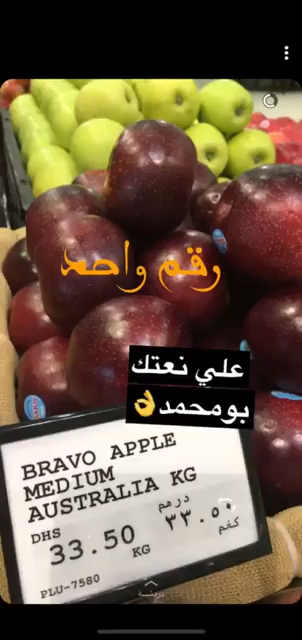 رقم واحد
علي نعتك
بومحمد👌
BRAVO APPLE
MEDIUM
AUSTRALIA KG
DHS
33.50
KG
درهم
٣٣.٥٠
كغم
PLU-7580
دردشة